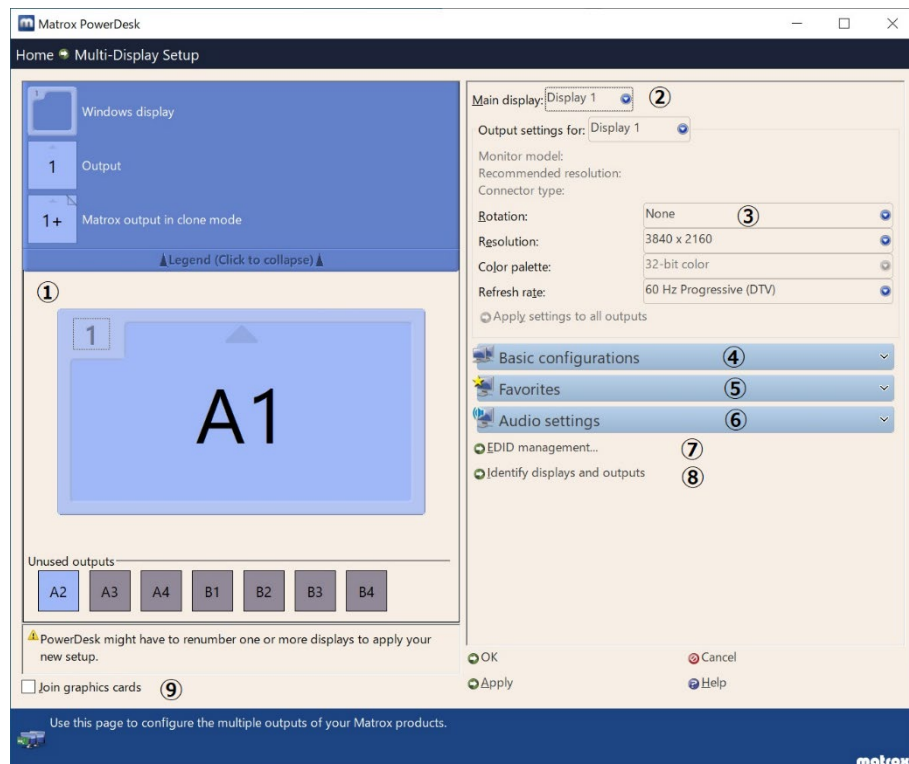 Matrox PowerDesk
Home Multi-Display Setup
1
Windows display
1
Output
1+
Matrox output in clone mode
Legend (Click to collapse)
①
1
A1
Unused outputs
A2 A3 A4 B1 B2 B3 B4
PowerDesk might have to renumber one or more displays to apply your
new setup.
Join graphics cards ⑨
Main display: Display 1 ②
Output settings for: Display 1
Monitor model:
Recommended resolution:
Connector type:
Rotation: None ③
Resolution: 3840 x 2160
Color palette: 32-bit color
Refresh rate: 60 Hz Progressive (DTV)
Apply settings to all outputs
Basic configurations ④
Favorites ⑤
Audio settings ⑥
EDID management... ⑦
Identify displays and outputs ⑧
OK Cancel
Apply Help
Use this page to configure the multiple outputs of your Matrox products.
matrox